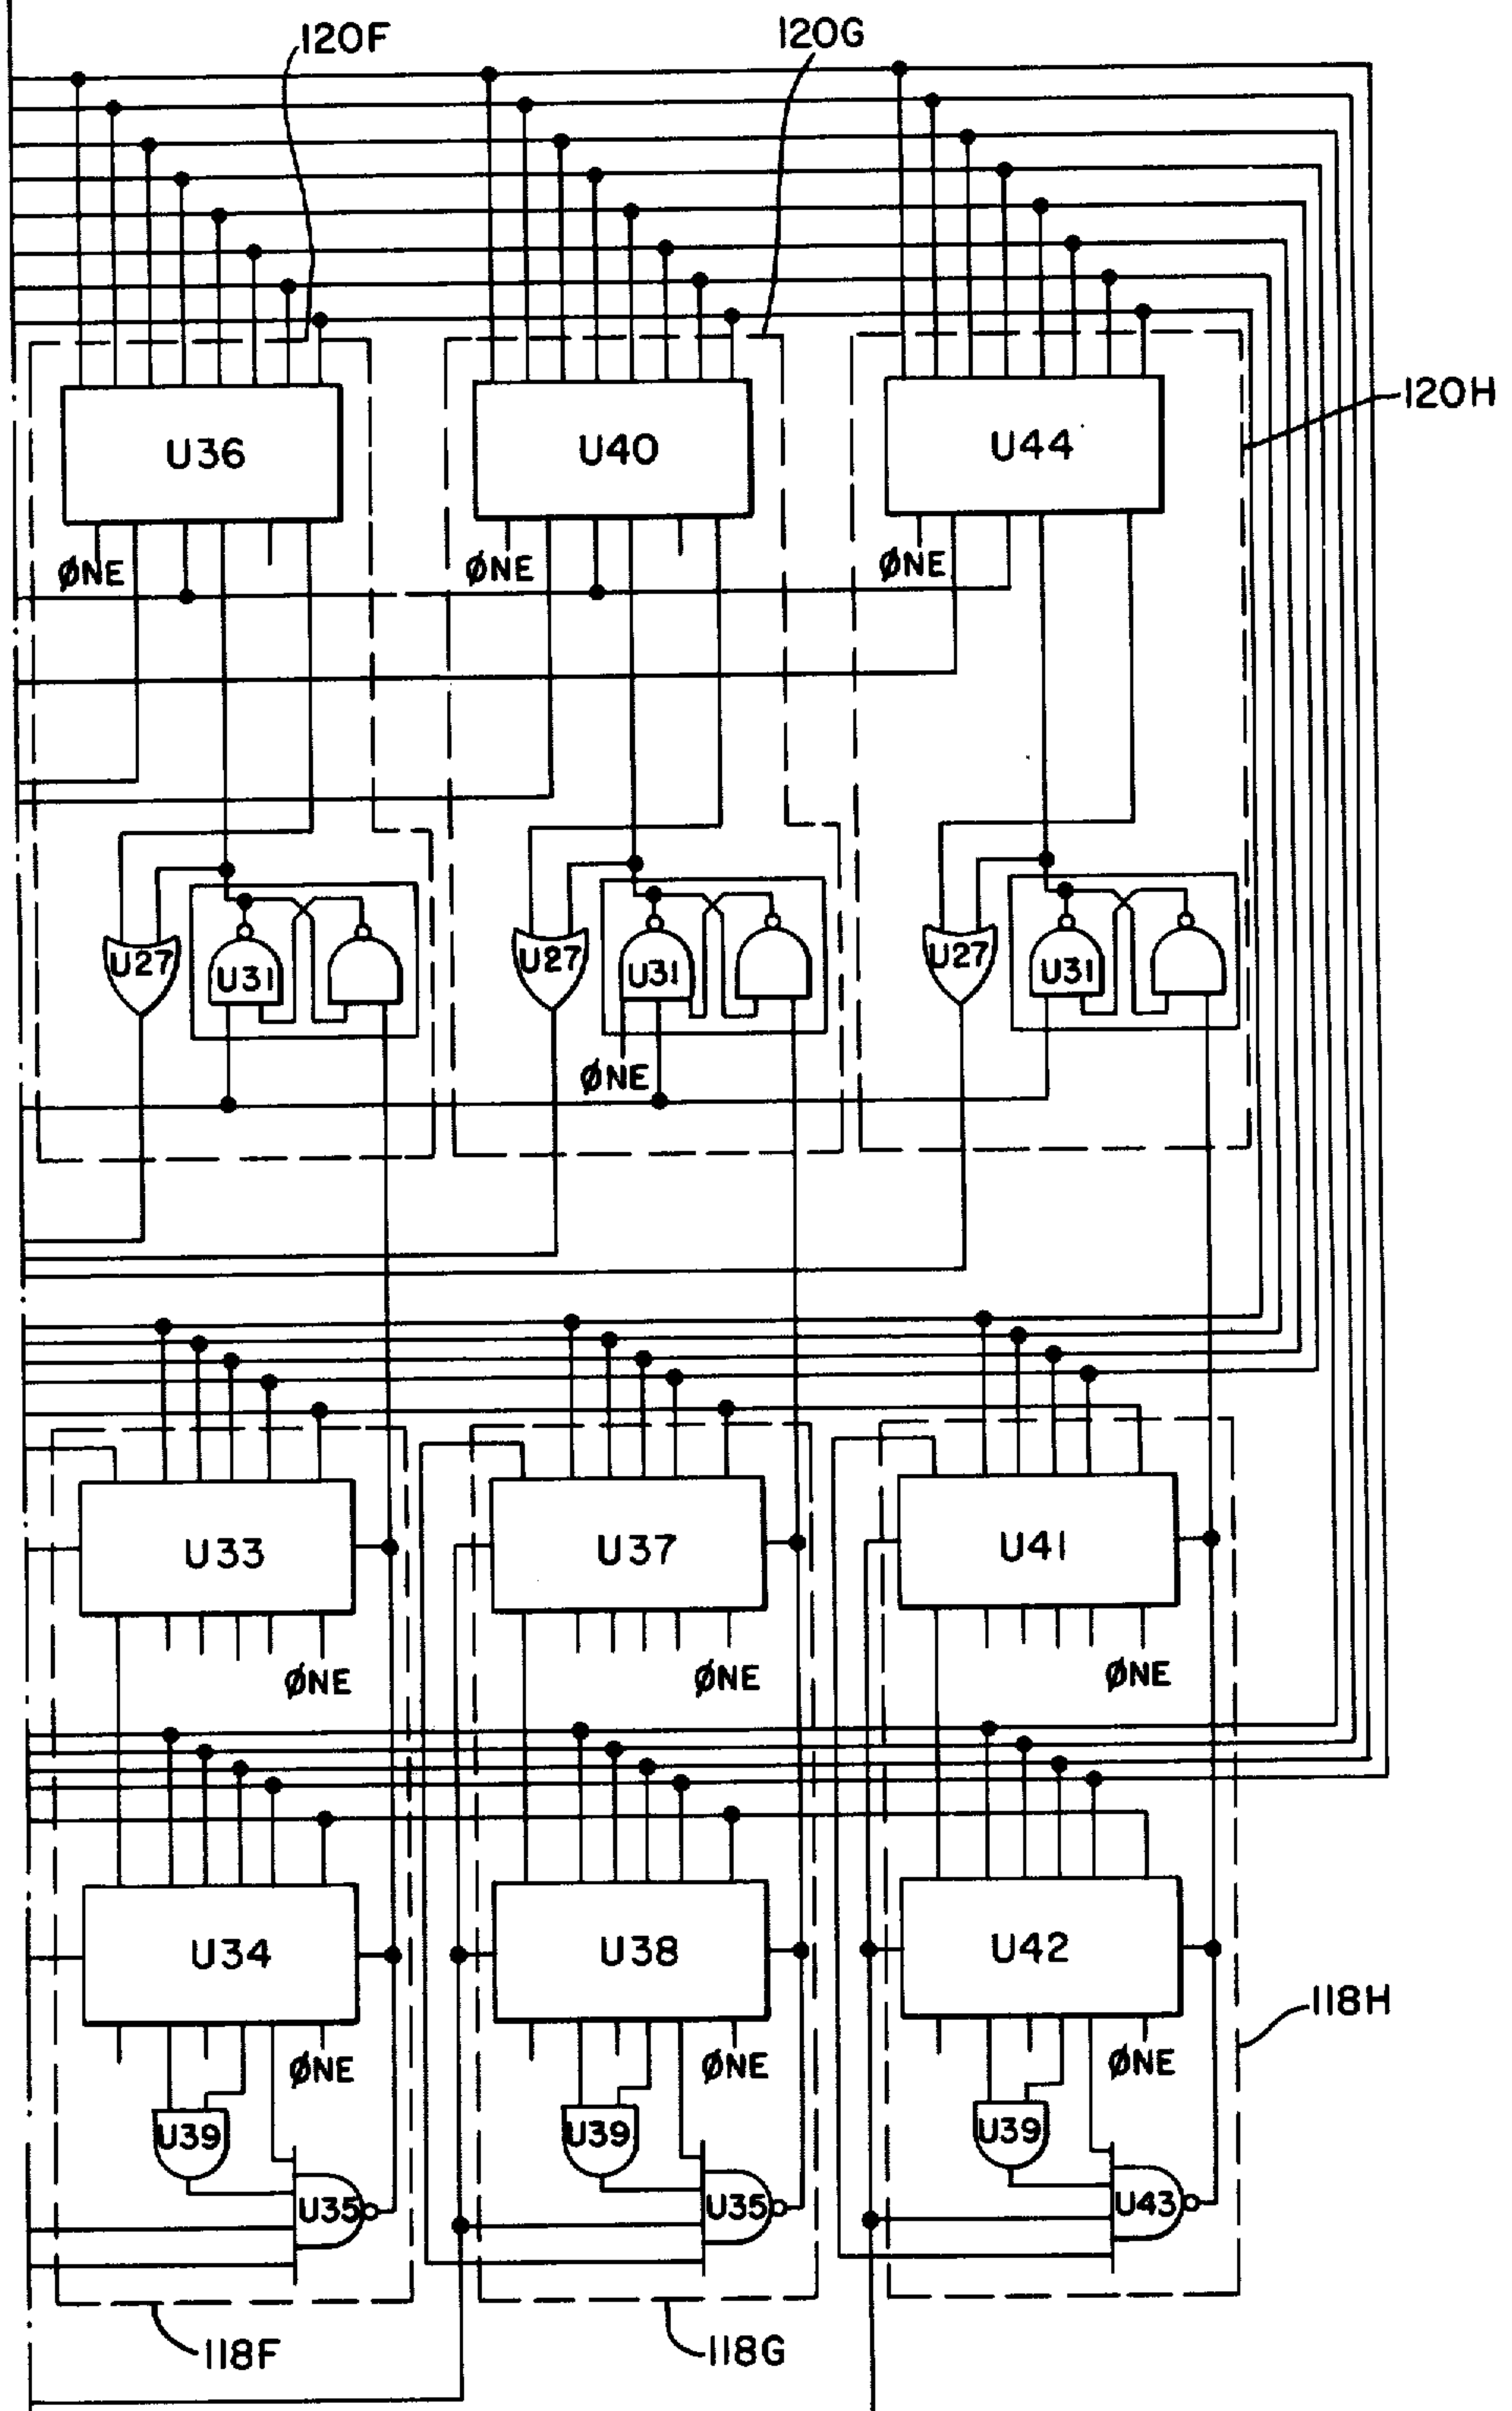 120F
120G
120H
U36
U40
U44
ØNE
ØNE
ØNE
U27
U31
U27
U31
U27
U31
ØNE
U33
U37
U41
ØNE
ØNE
ØNE
U34
U38
U42
118H
ØNE
ØNE
ØNE
U39
U39
U39
U35
U35
U43
118F
118G